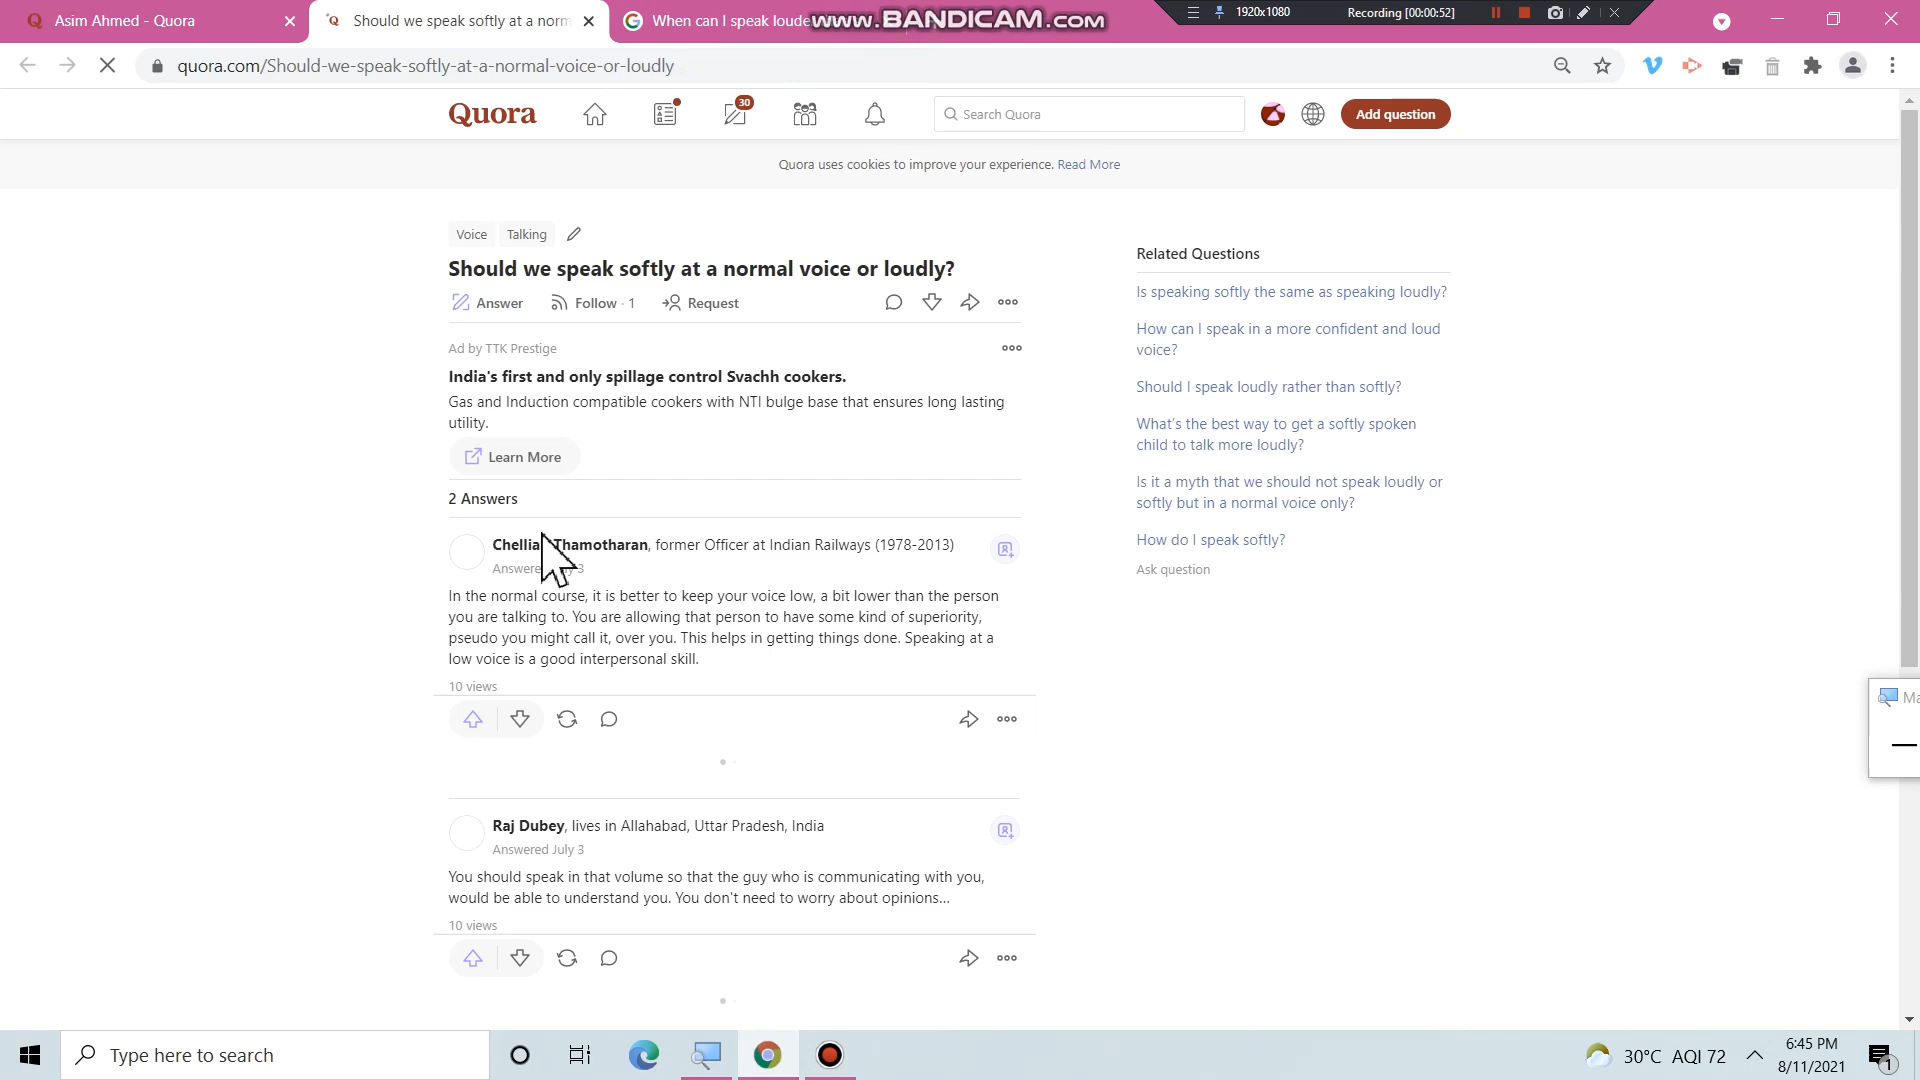 Asim Ahmed - Quora
Should we speak softly at a norm
When can I speak loude
www.BANDICAM.com
1920x1080
Recording [00:00:52]
quora.com/Should-we-speak-softly-at-a-normal-voice-or-loudly
Quora
30
Search Quora
Add question
Quora uses cookies to improve your experience. Read More
Voice
Talking
Should we speak softly at a normal voice or loudly?
Answer
Follow · 1
Request
Ad by TTK Prestige
India's first and only spillage control Svachh cookers.
Gas and Induction compatible cookers with NTI bulge base that ensures long lasting
utility.
Learn More
2 Answers
Thamotharan, former Officer at Indian Railways (1978-2013)
3
In the normal course, it is better to keep your voice low, a bit lower than the person
you are talking to. You are allowing that person to have some kind of superiority,
pseudo you might call it, over you. This helps in getting things done. Speaking at a
low voice is a good interpersonal skill.
10 views
Raj Dubey, lives in Allahabad, Uttar Pradesh, India
Answered July 3
You should speak in that volume so that the guy who is communicating with you,
would be able to understand you. You don't need to worry about opinions...
10 views
Related Questions
Is speaking softly the same as speaking loudly?
How can I speak in a more confident and loud
voice?
Should I speak loudly rather than softly?
What's the best way to get a softly spoken
child to talk more loudly?
Is it a myth that we should not speak loudly or
softly but in a normal voice only?
How do I speak softly?
Ask question
Ma
Type here to search
30°C AQI 72
6:45 PM
8/11/2021
1